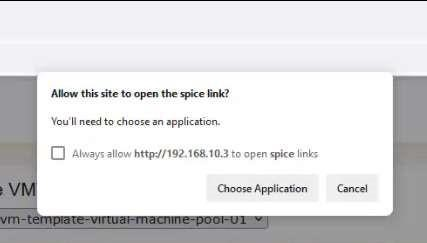 Allow this site to open the spice link?
You'll need to choose an application.
Always allow http://192.168.10.3 to open spice links
Choose Application Cancel
e VM
vm-template-virtual-machine-pool-01